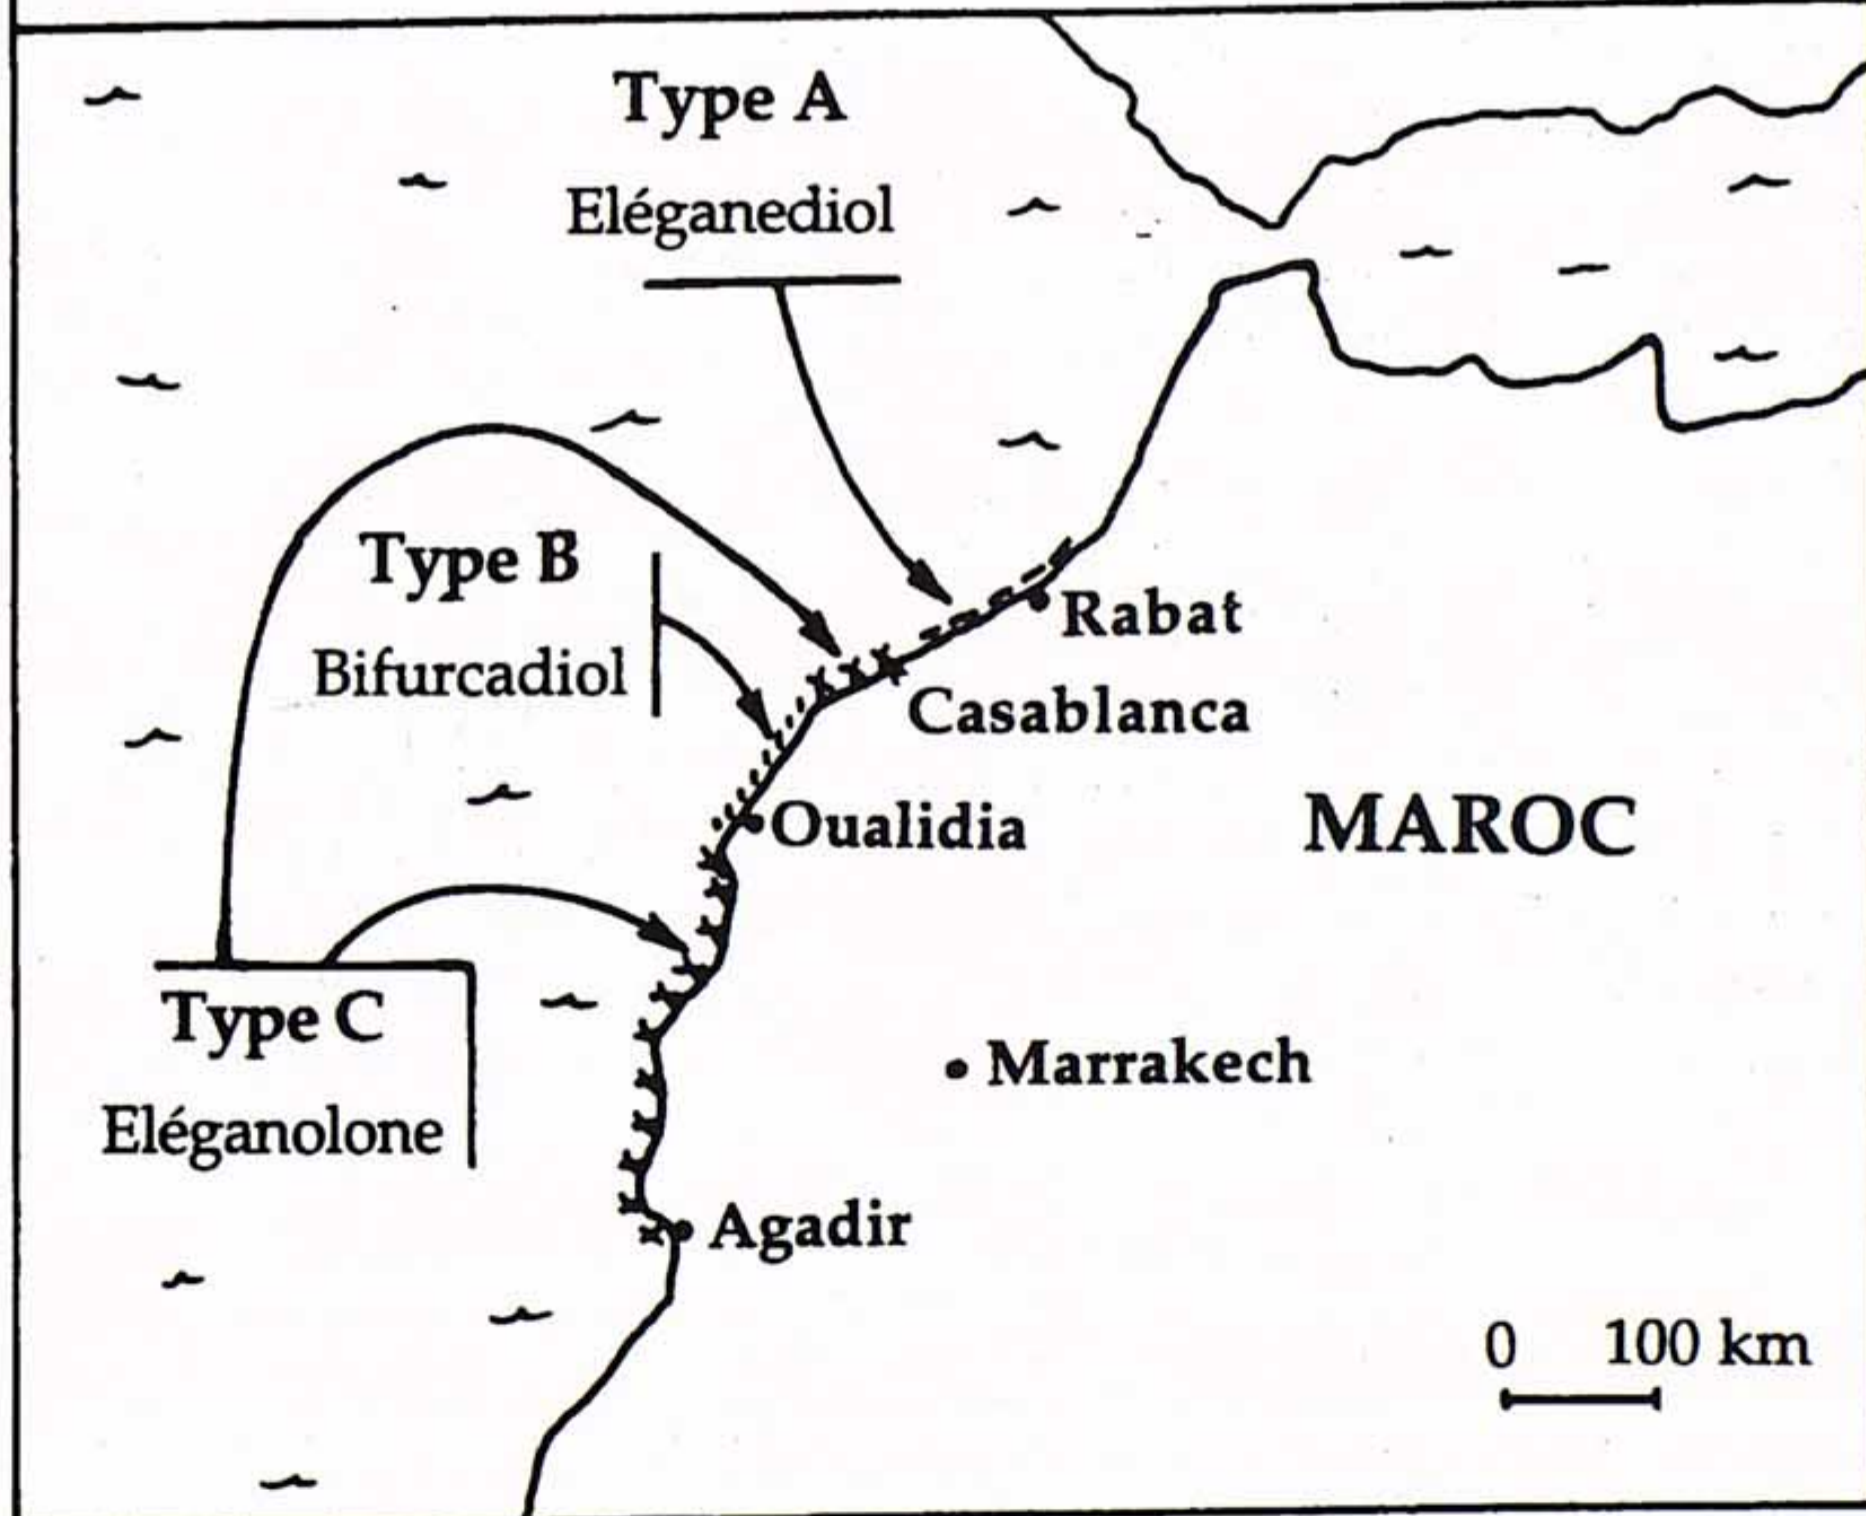 Type A
Eléganediol
Type B
Bifurcadiol
Rabat
Casablanca
Oualidia
MAROC
Type C
Eléganolone
Marrakech
Agadir
0 100 km